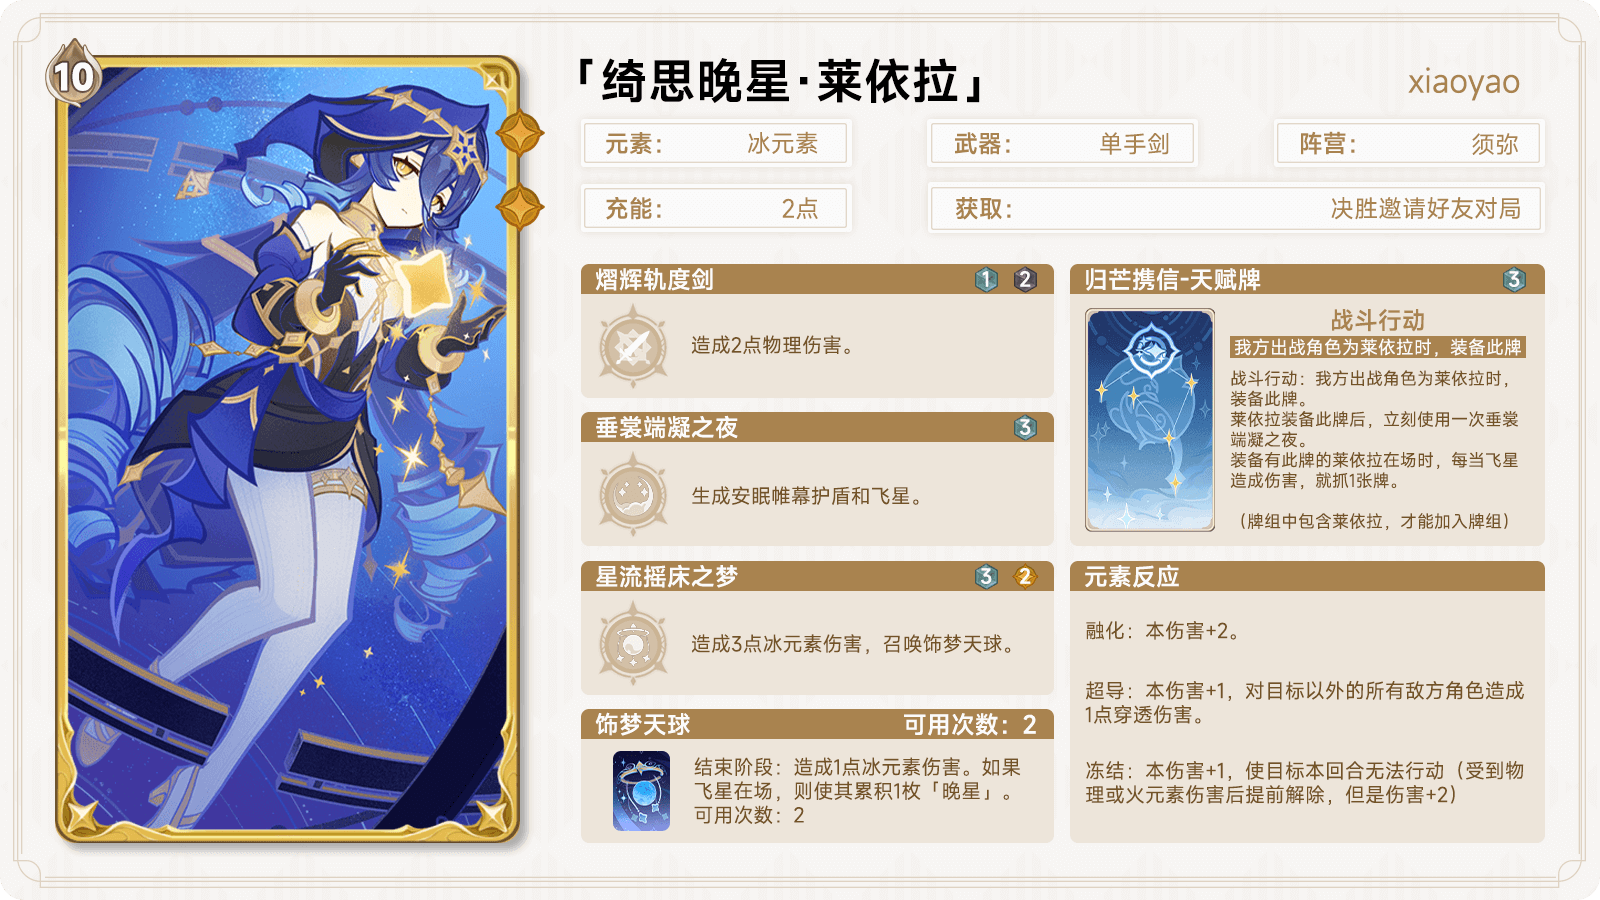 10
「绮思晚星·莱依拉」
xiaoyao
元素： 冰元素
武器： 单手剑
阵营： 须弥
充能： 2点
获取： 决胜邀请好友对局
熠辉轨度剑 1 2
造成2点物理伤害。
垂裳端凝之夜 3
生成安眠帷幕护盾和飞星。
星流摇床之梦 3 2
造成3点冰元素伤害，召唤饰梦天球。
饰梦天球 可用次数：2
结束阶段：造成1点冰元素伤害。如果
飞星在场，则使其累积1枚「晚星」。
可用次数：2
归芒携信-天赋牌 3
战斗行动
我方出战角色为莱依拉时，装备此牌
战斗行动：我方出战角色为莱依拉时，
装备此牌。
莱依拉装备此牌后，立刻使用一次垂裳
端凝之夜。
装备有此牌的莱依拉在场时，每当飞星
造成伤害，就抓1张牌。
（牌组中包含莱依拉，才能加入牌组）
元素反应
融化：本伤害+2。
超导：本伤害+1，对目标以外的所有敌方角色造成
1点穿透伤害。
冻结：本伤害+1，使目标本回合无法行动（受到物
理或火元素伤害后提前解除，但是伤害+2）